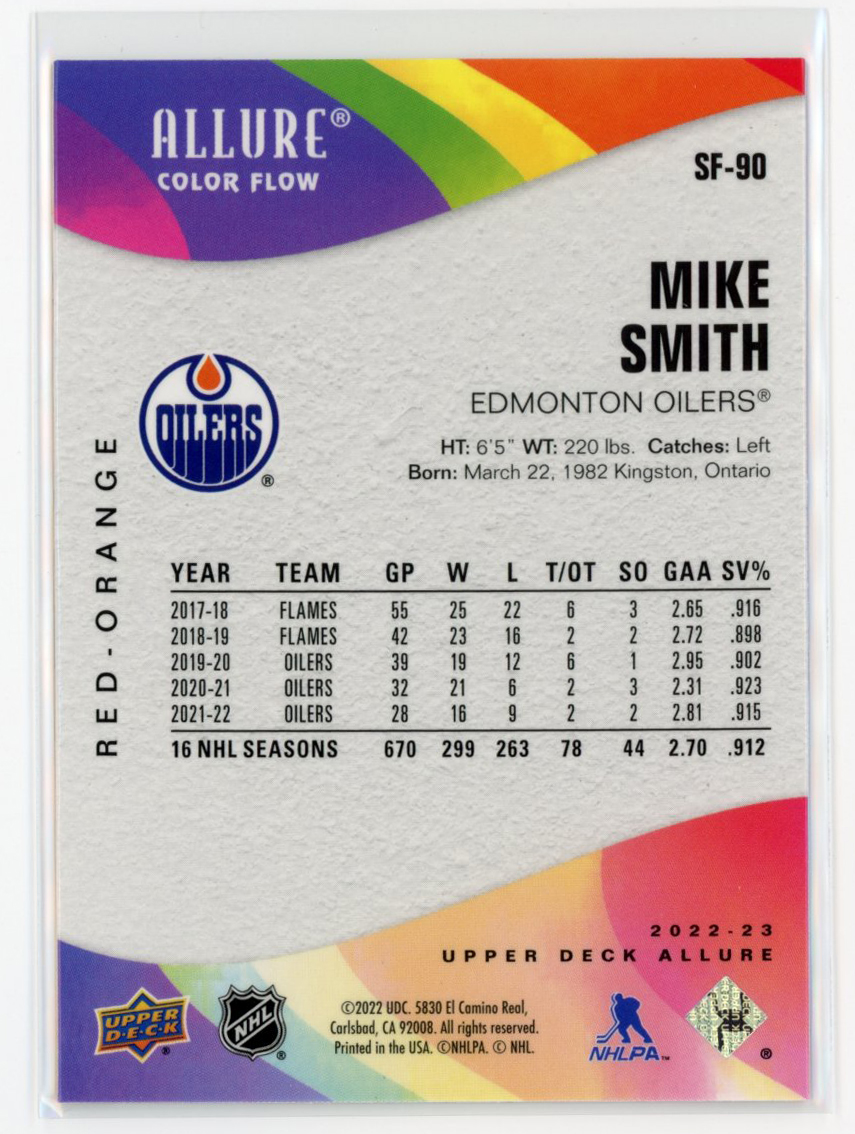 ALLURE®
COLOR FLOW
SF-90
MIKE
SMITH
EDMONTON OILERS®
OILERS
®
HT: 6'5" WT: 220 lbs. Catches: Left
Born: March 22, 1982 Kingston, Ontario
RED-ORANGE
YEAR TEAM GP W L T/OT SO GAA SV%
2017-18 FLAMES 55 25 22 6 3 2.65 .916
2018-19 FLAMES 42 23 16 2 2 2.72 .898
2019-20 OILERS 39 19 12 6 1 2.95 .902
2020-21 OILERS 32 21 6 2 3 2.31 .923
2021-22 OILERS 28 16 9 2 2 2.81 .915
16 NHL SEASONS 670 299 263 78 44 2.70 .912
2022-23
UPPER DECK ALLURE
UPPER
D·E·C·K
®
NHL
®
©2022 UDC. 5830 El Camino Real,
Carlsbad, CA 92008. All rights reserved.
Printed in the USA. ©NHLPA. © NHL.
NHLPA™
®